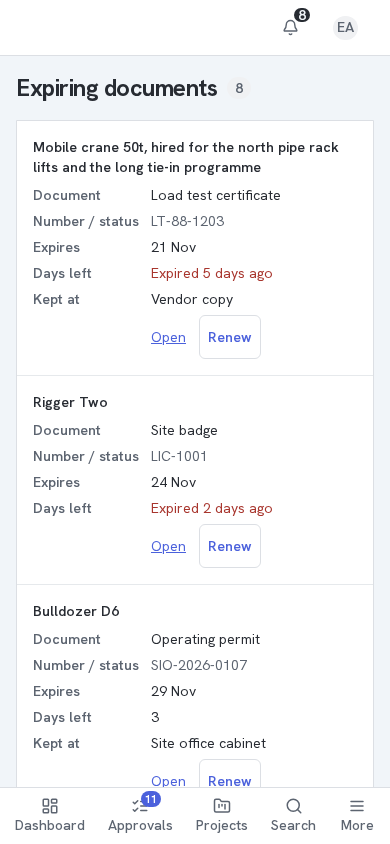 8
EA
Expiring documents 8
Mobile crane 50t, hired for the north pipe rack
lifts and the long tie-in programme
Document Load test certificate
Number / status LT-88-1203
Expires 21 Nov
Days left Expired 5 days ago
Kept at Vendor copy
Open Renew
Rigger Two
Document Site badge
Number / status LIC-1001
Expires 24 Nov
Days left Expired 2 days ago
Open Renew
Bulldozer D6
Document Operating permit
Number / status SIO-2026-0107
Expires 29 Nov
Days left 3
Kept at Site office cabinet
Open Renew
11
Dashboard Approvals Projects Search More